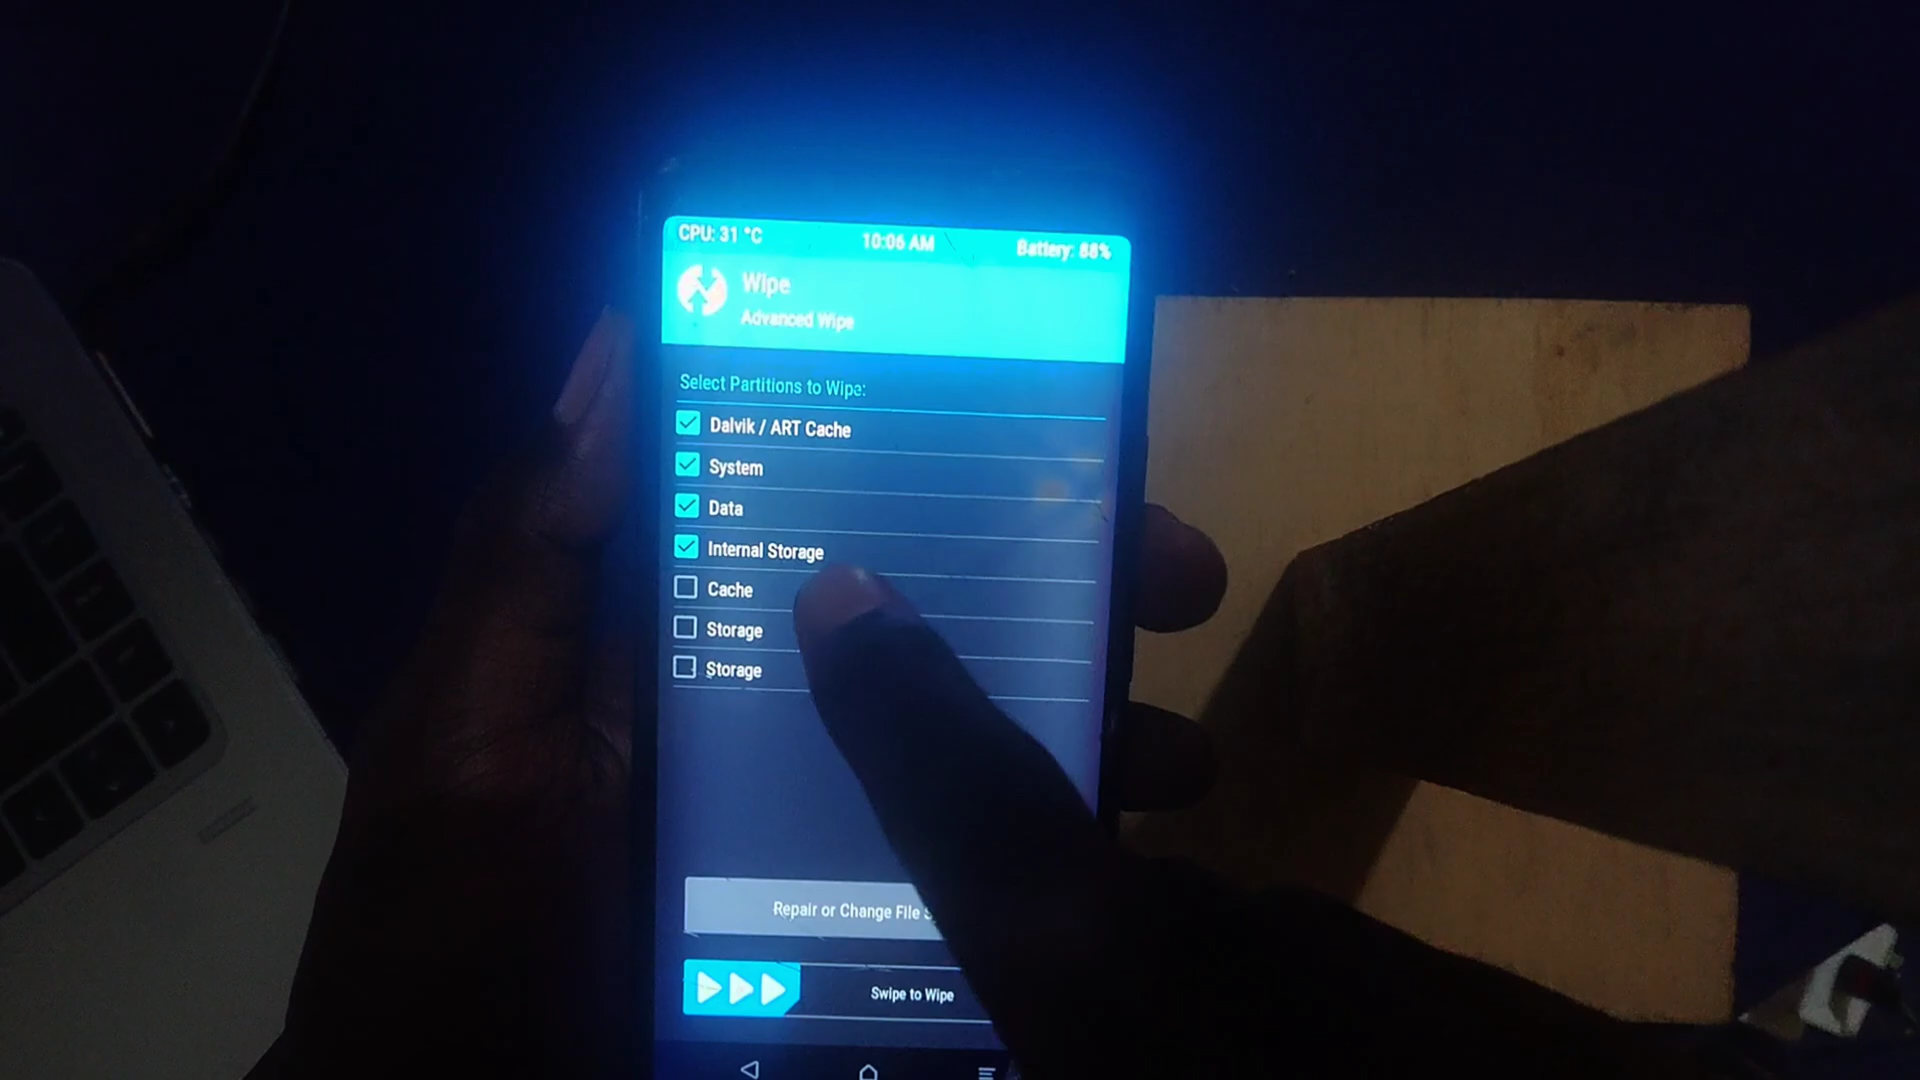 CPU: 31 °C 10:06 AM Battery: 88%
Wipe
Advanced Wipe
Select Partitions to Wipe:
Dalvik / ART Cache
System
Data
Internal Storage
Cache
Storage
Storage
Repair or Change File S
Swipe to Wipe